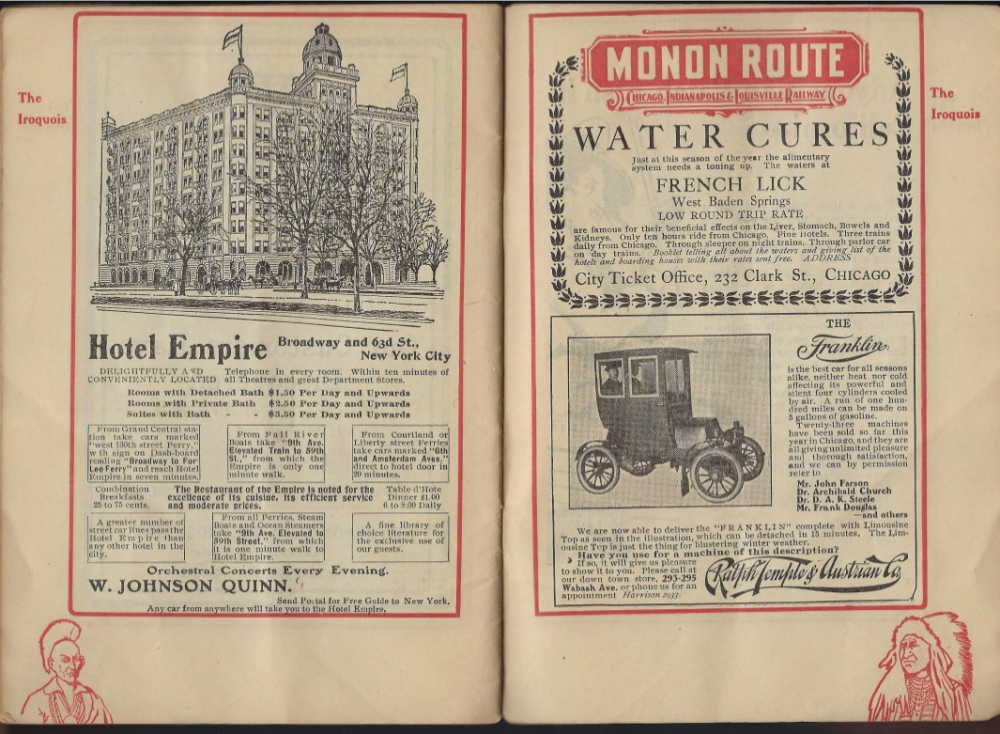 The
Iroquois
Hotel Empire
Broadway and 63d St.,
New York City
DELIGHTFULLY AND
CONVENIENTLY LOCATED
Telephone in every room. Within ten minutes of
all Theatres and great Department Stores.
Rooms with Detached Bath $1.50 Per Day and Upwards
Rooms with Private Bath $2.50 Per Day and Upwards
Suites with Bath - - $3.50 Per Day and Upwards
From Grand Central sta-
tion take cars marked
"west 130th street Ferry,"
with sign on Dash-board
reading "Broadway to Fort
Lee Ferry" and reach Hotel
Empire in seven minutes.
From Fall River
Boats take "9th Ave.
Elevated Train to 59th
St.," from which the
Empire is only one
minute walk.
From Courtland or
Liberty street Ferries
take cars marked "6th
and Amsterdam Aves."
direct to hotel door in
20 minutes.
Combination
Breakfasts
25 to 75 cents.
The Restaurant of the Empire is noted for the
excellence of its cuisine, its efficient service
and moderate prices.
Table d'Hote
Dinner $1.00
6 to 8:30 Daily
A greater number of
street car lines pass the
Hotel Empire than
any other hotel in the
city.
From all Ferries, Steam
Boats and Ocean Steamers
take "9th Ave. Elevated to
59th Street," from which
it is one minute walk to
Hotel Empire.
A fine library of
choice literature for
the exclusive use of
our guests.
Orchestral Concerts Every Evening.
W. JOHNSON QUINN.
Send Postal for Free Guide to New York,
Any car from anywhere will take you to the Hotel Empire.
The
Iroquois
MONON ROUTE
CHICAGO, INDIANAPOLIS & LOUISVILLE RAILWAY
WATER CURES
Just at this season of the year the alimentary
system needs a toning up. The waters at
FRENCH LICK
West Baden Springs
LOW ROUND TRIP RATE
are famous for their beneficial effects on the Liver, Stomach, Bowels and
Kidneys. Only ten hours ride from Chicago. Fine Hotels. Three trains
daily from Chicago. Through sleeper on night trains. Through parlor car
on day trains. Booklet telling all about the waters and giving list of the
hotels and boarding houses with their rates sent free. ADDRESS
City Ticket Office, 232 Clark St., CHICAGO
THE
Franklin
is the best car for all seasons
alike, neither heat nor cold
affecting its powerful and
silent four cylinders cooled
by air. A run of one hun-
dred miles can be made on
3 gallons of gasoline.
Twenty-three machines
have been sold so far this
year in Chicago, and they are
all giving unlimited pleasure
and thorough satisfaction,
and we can by permission
refer to
Mr. John Farson
Dr. Archibald Church
Dr. D. A. K. Steele
Mr. Frank Douglas
—and others
We are now able to deliver the "FRANKLIN" complete with Limousine
Top as seen in the illustration, which can be detached in 15 minutes. The Lim-
ousine Top is just the thing for blustering winter weather.
Have you use for a machine of this description?
If so, it will give us pleasure
to show it to you. Please call at
our down town store, 293-295
Wabash Ave. or phone us for an
appointment Harrison 2033.
Ralph Temple & Austrian Co